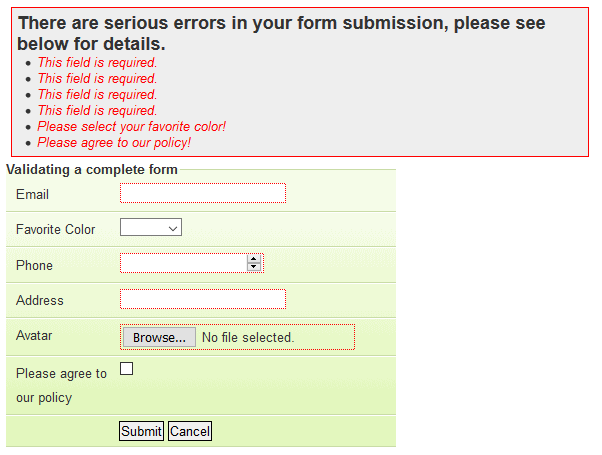 There are serious errors in your form submission, please see
below for details.
This field is required.
This field is required.
This field is required.
This field is required.
Please select your favorite color!
Please agree to our policy!
Validating a complete form
Email
Favorite Color
Phone
Address
Avatar
Browse... No file selected.
Please agree to
our policy
Submit Cancel